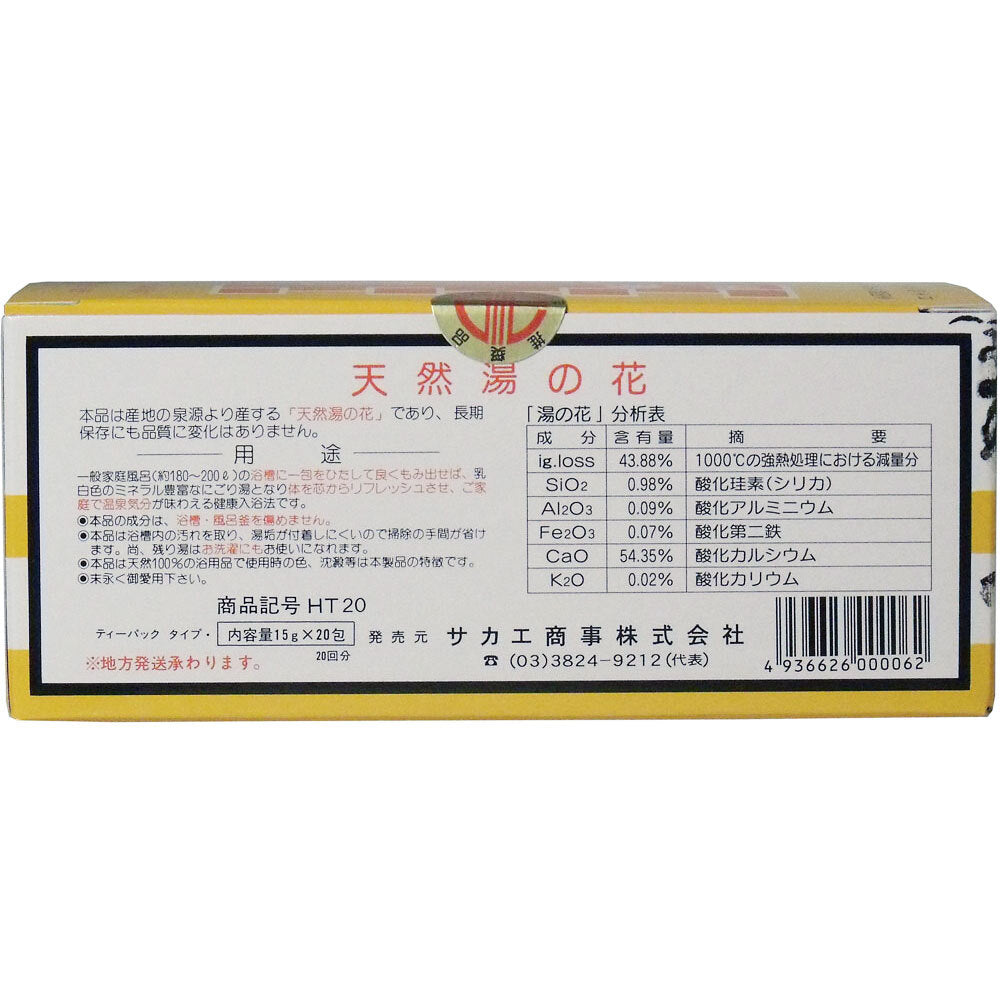 推奨品
天然湯の花
本品は産地の泉源より産する「天然湯の花」であり、長期
保存にも品質に変化はありません。
用途
一般家庭風呂(約180〜200ℓ)の浴槽に一包をひたして良くもみ出せば、乳
白色のミネラル豊富なにごり湯となり体を芯からリフレッシュさせ、ご家
庭で温泉気分が味わえる健康入浴法です。
●本品の成分は、浴槽・風呂釜を傷めません。
●本品は浴槽内の汚れを取り、湯垢が付着しにくいので掃除の手間が省け
ます。尚、残り湯はお洗濯にもお使いになれます。
●本品は天然100%の浴用品で使用時の色、沈澱等は本製品の特徴です。
●末永く御愛用下さい。
「湯の花」分析表
成分 含有量 摘要
ig.loss 43.88% 1000℃の強熱処理における減量分
SiO2 0.98% 酸化珪素(シリカ)
Al2O3 0.09% 酸化アルミニウム
Fe2O3 0.07% 酸化第二鉄
CaO 54.35% 酸化カルシウム
K2O 0.02% 酸化カリウム
商品記号 HT20
ティーバック タイプ・ 内容量15g×20包 発売元 サカエ商事株式会社
20回分
☎(03)3824-9212(代表)
※地方発送承わります。
4 936626 000062